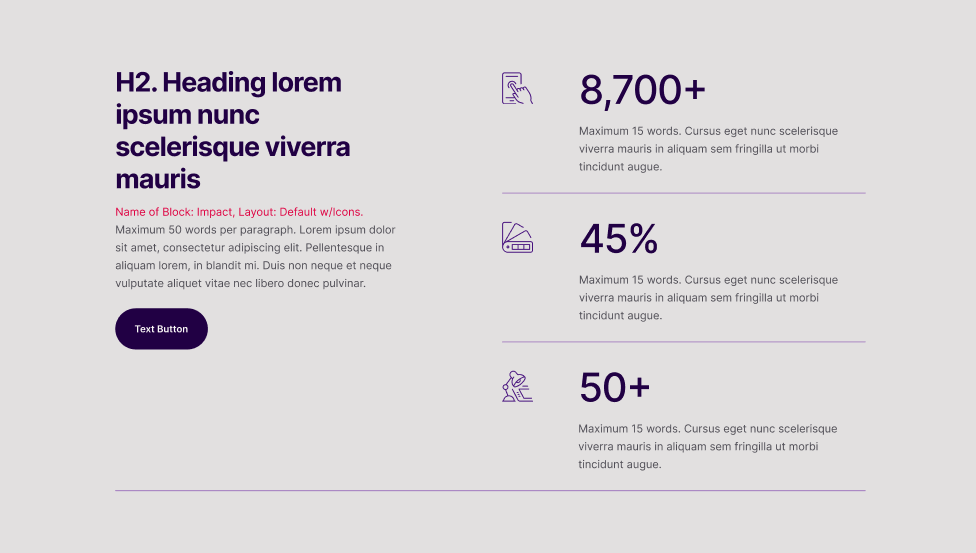 H2. Heading lorem
ipsum nunc
scelerisque viverra
mauris
Name of Block: Impact, Layout: Default w/Icons.
Maximum 50 words per paragraph. Lorem ipsum dolor
sit amet, consectetur adipiscing elit. Pellentesque in
aliquam lorem, in blandit mi. Duis non neque et neque
vulputate aliquet vitae nec libero donec pulvinar.
Text Button
8,700+
Maximum 15 words. Cursus eget nunc scelerisque
viverra mauris in aliquam sem fringilla ut morbi
tincidunt augue.
45%
Maximum 15 words. Cursus eget nunc scelerisque
viverra mauris in aliquam sem fringilla ut morbi
tincidunt augue.
50+
Maximum 15 words. Cursus eget nunc scelerisque
viverra mauris in aliquam sem fringilla ut morbi
tincidunt augue.